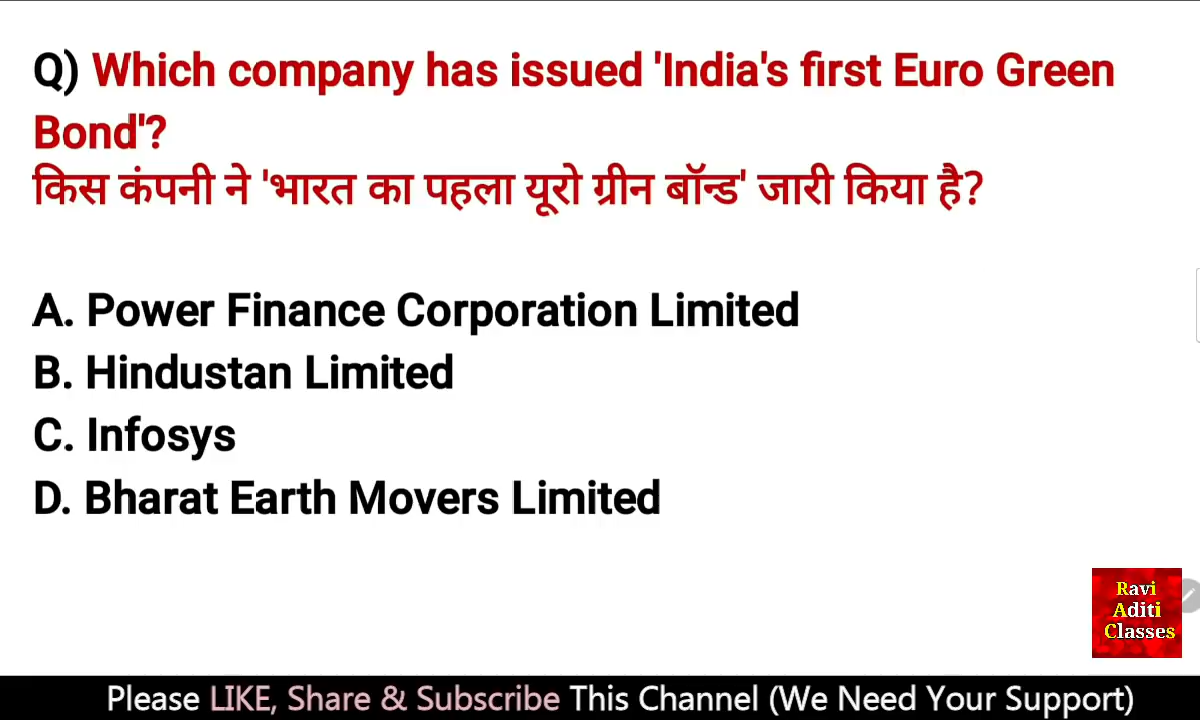 Q) Which company has issued 'India's first Euro Green
Bond'?
किस कंपनी ने 'भारत का पहला यूरो ग्रीन बॉन्ड' जारी किया है?
A. Power Finance Corporation Limited
B. Hindustan Limited
C. Infosys
D. Bharat Earth Movers Limited
Ravi
Aditi
Classes
Please LIKE, Share & Subscribe This Channel (We Need Your Support)